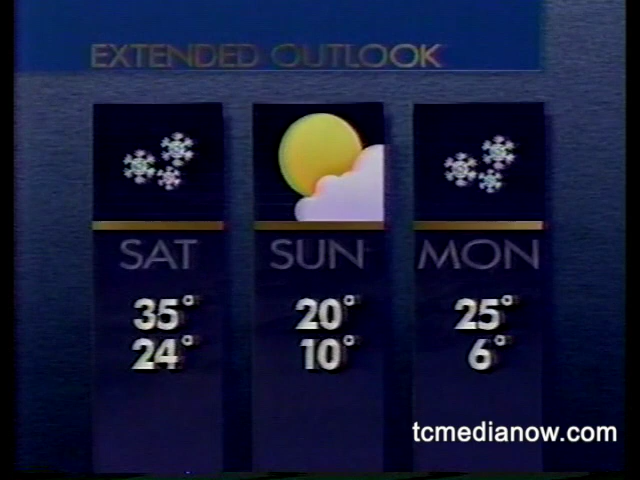 EXTENDED OUTLOOK
SAT SUN MON
35° 20° 25°
24° 10° 6°
tcmedianow.com